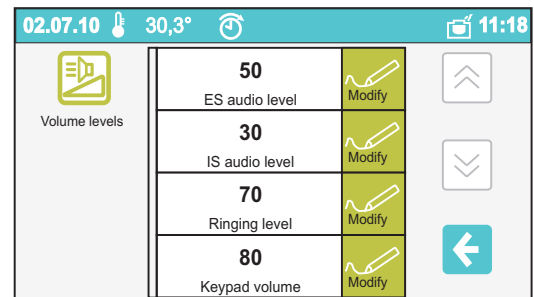 02.07.10 30,3° 11:18
Volume levels
50
ES audio level
Modify
30
IS audio level
Modify
70
Ringing level
Modify
80
Keypad volume
Modify